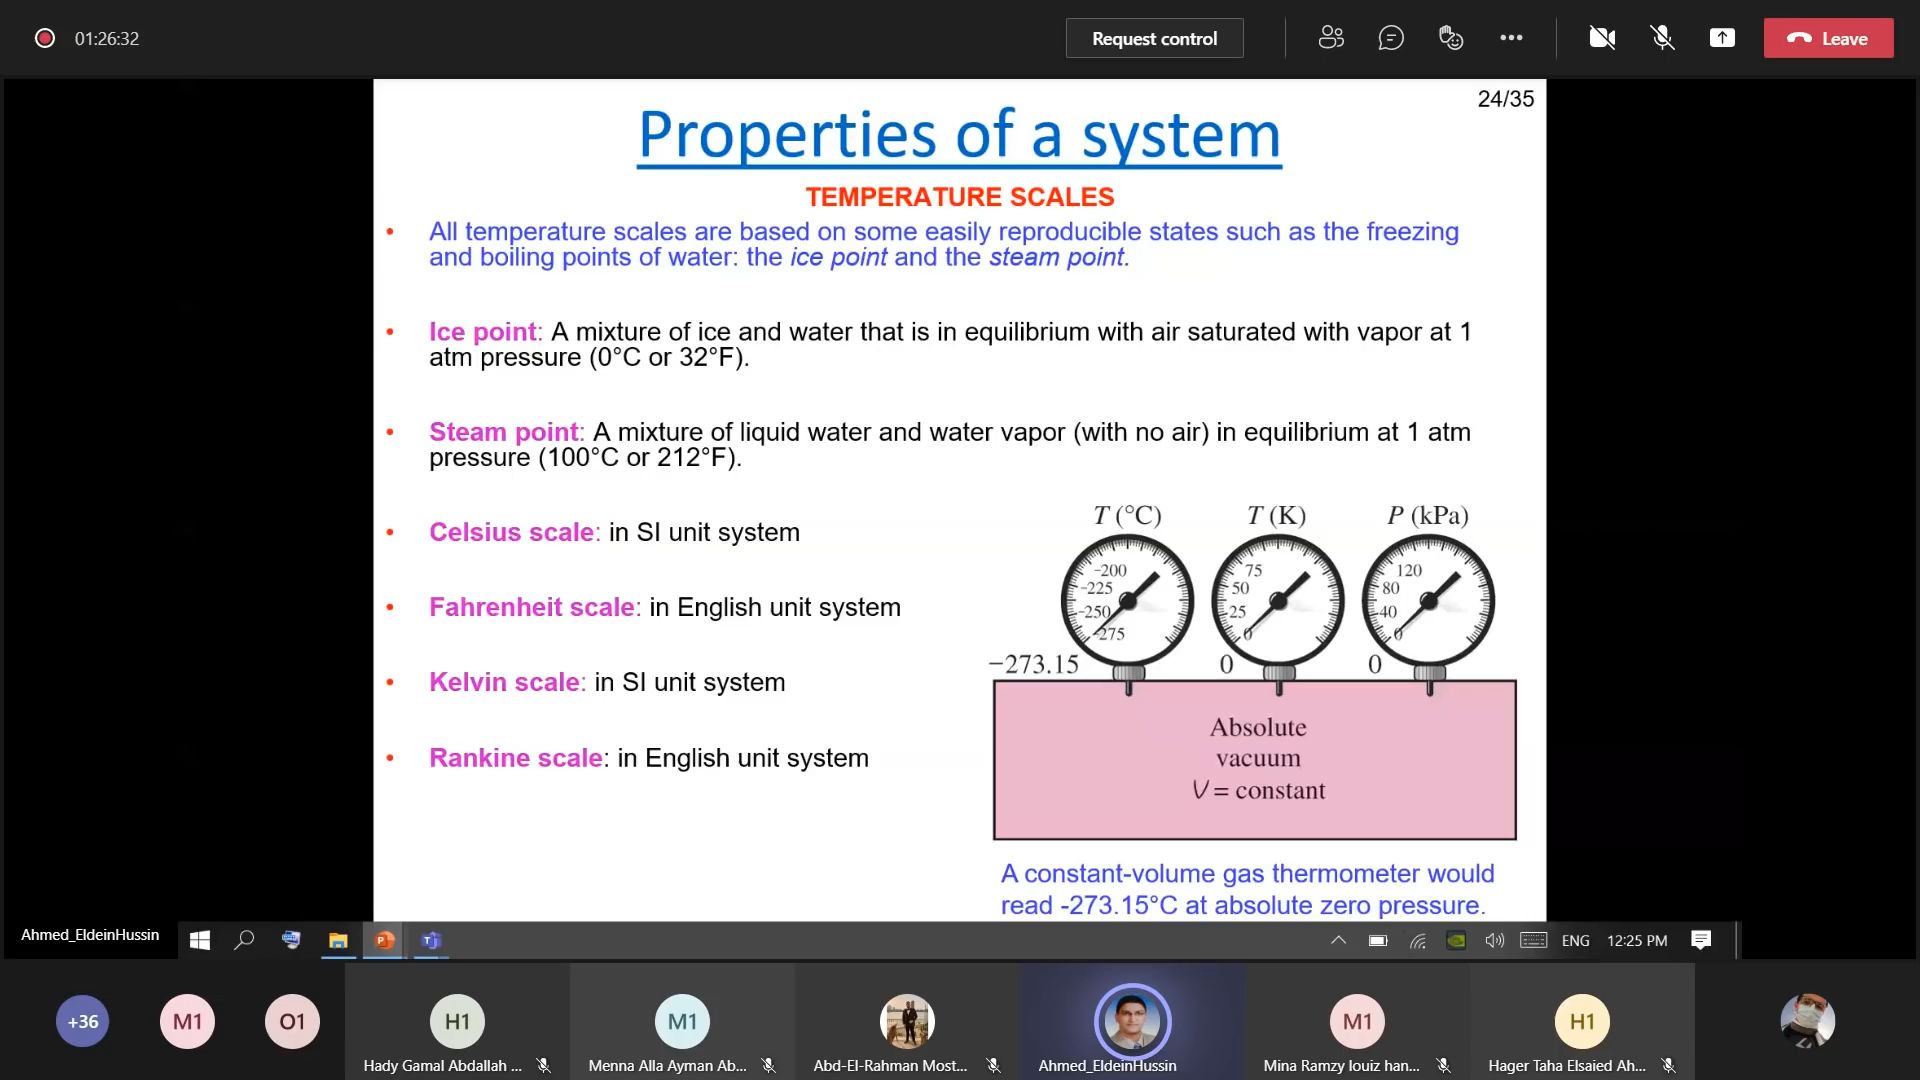 01:26:32
Request control
Leave
24/35
Properties of a system
TEMPERATURE SCALES
• All temperature scales are based on some easily reproducible states such as the freezing
and boiling points of water: the ice point and the steam point.
• Ice point: A mixture of ice and water that is in equilibrium with air saturated with vapor at 1
atm pressure (0°C or 32°F).
• Steam point: A mixture of liquid water and water vapor (with no air) in equilibrium at 1 atm
pressure (100°C or 212°F).
• Celsius scale: in SI unit system
• Fahrenheit scale: in English unit system
• Kelvin scale: in SI unit system
• Rankine scale: in English unit system
T (°C)
-200
-225
-250
-275
−273.15
T (K)
75
50
25
0
0
P (kPa)
120
80
40
0
0
Absolute
vacuum
V = constant
A constant-volume gas thermometer would
read -273.15°C at absolute zero pressure.
Ahmed_EldeinHussin
ENG
12:25 PM
+36
M1
O1
H1
Hady Gamal Abdallah ...
M1
Menna Alla Ayman Ab...
Abd-El-Rahman Most...
Ahmed_EldeinHussin
M1
Mina Ramzy louiz han...
H1
Hager Taha Elsaied Ah...